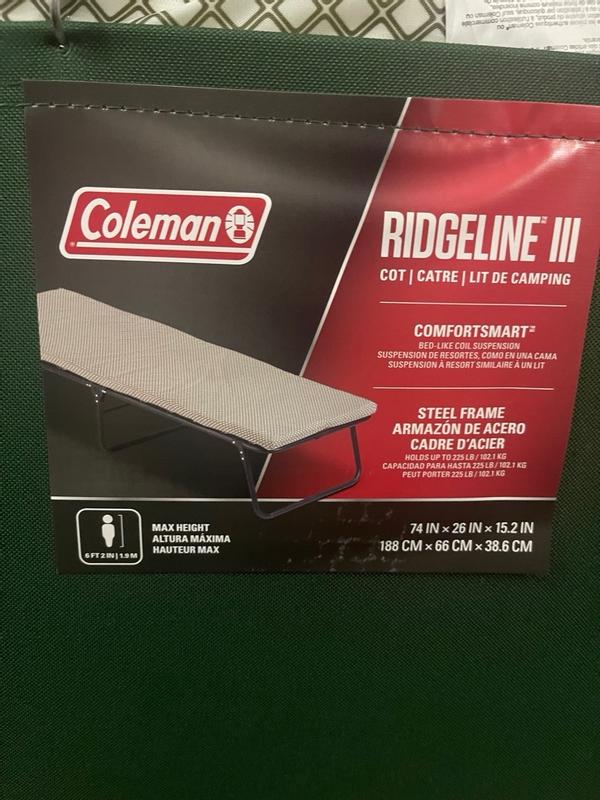 Coleman
RIDGELINE™ III
COT | CATRE | LIT DE CAMPING
COMFORTSMART™
BED-LIKE COIL SUSPENSION
SUSPENSION DE RESORTES, COMO EN UNA CAMA
SUSPENSION À RESORT SIMILAIRE À UN LIT
STEEL FRAME
ARMAZÓN DE ACERO
CADRE D'ACIER
HOLDS UP TO 225 LB / 102.1 KG
CAPACIDAD PARA HASTA 225 LB / 102.1 KG
PEUT PORTER 225 LB / 102.1 KG
6 FT 2 IN | 1.9 M
MAX HEIGHT
ALTURA MÁXIMA
HAUTEUR MAX
74 IN × 26 IN × 15.2 IN
188 CM × 66 CM × 38.6 CM